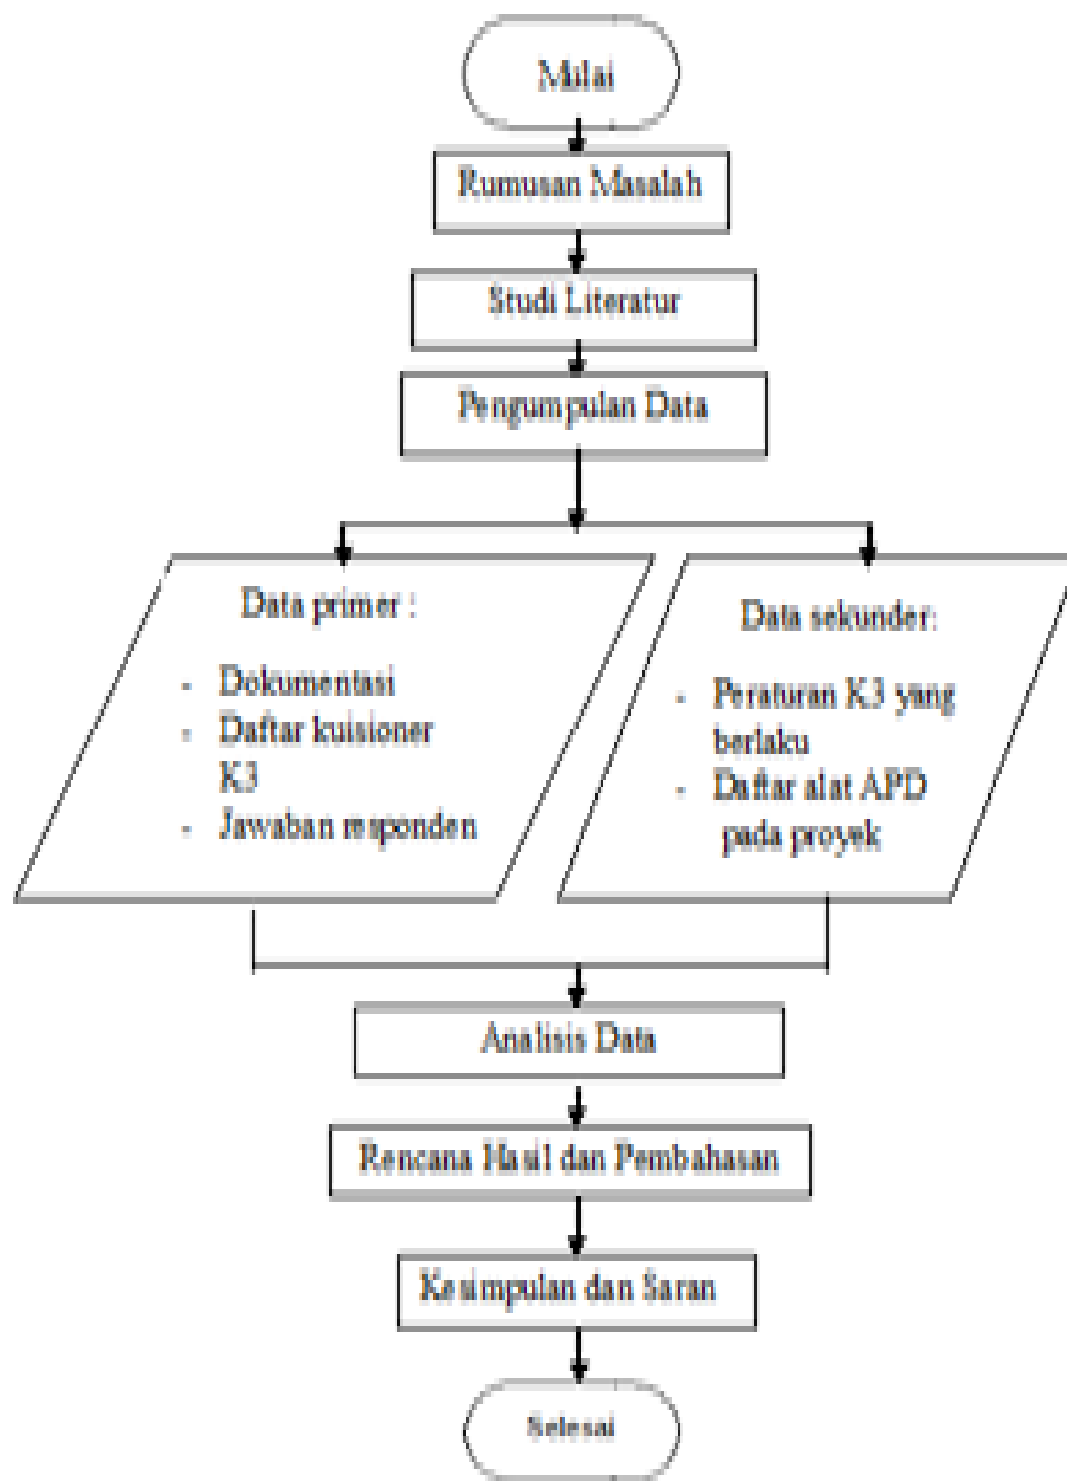 Mulai
Rumusan Masalah
Studi Literatur
Pengumpulan Data
Data primer :
- Dokumentasi
- Daftar kuisioner
K3
- Jawaban responden
Data sekunder:
- Peraturan K3 yang
berlaku
- Daftar alat APD
pada proyek
Analisis Data
Rencana Hasil dan Pembahasan
Kesimpulan dan Saran
Selesai